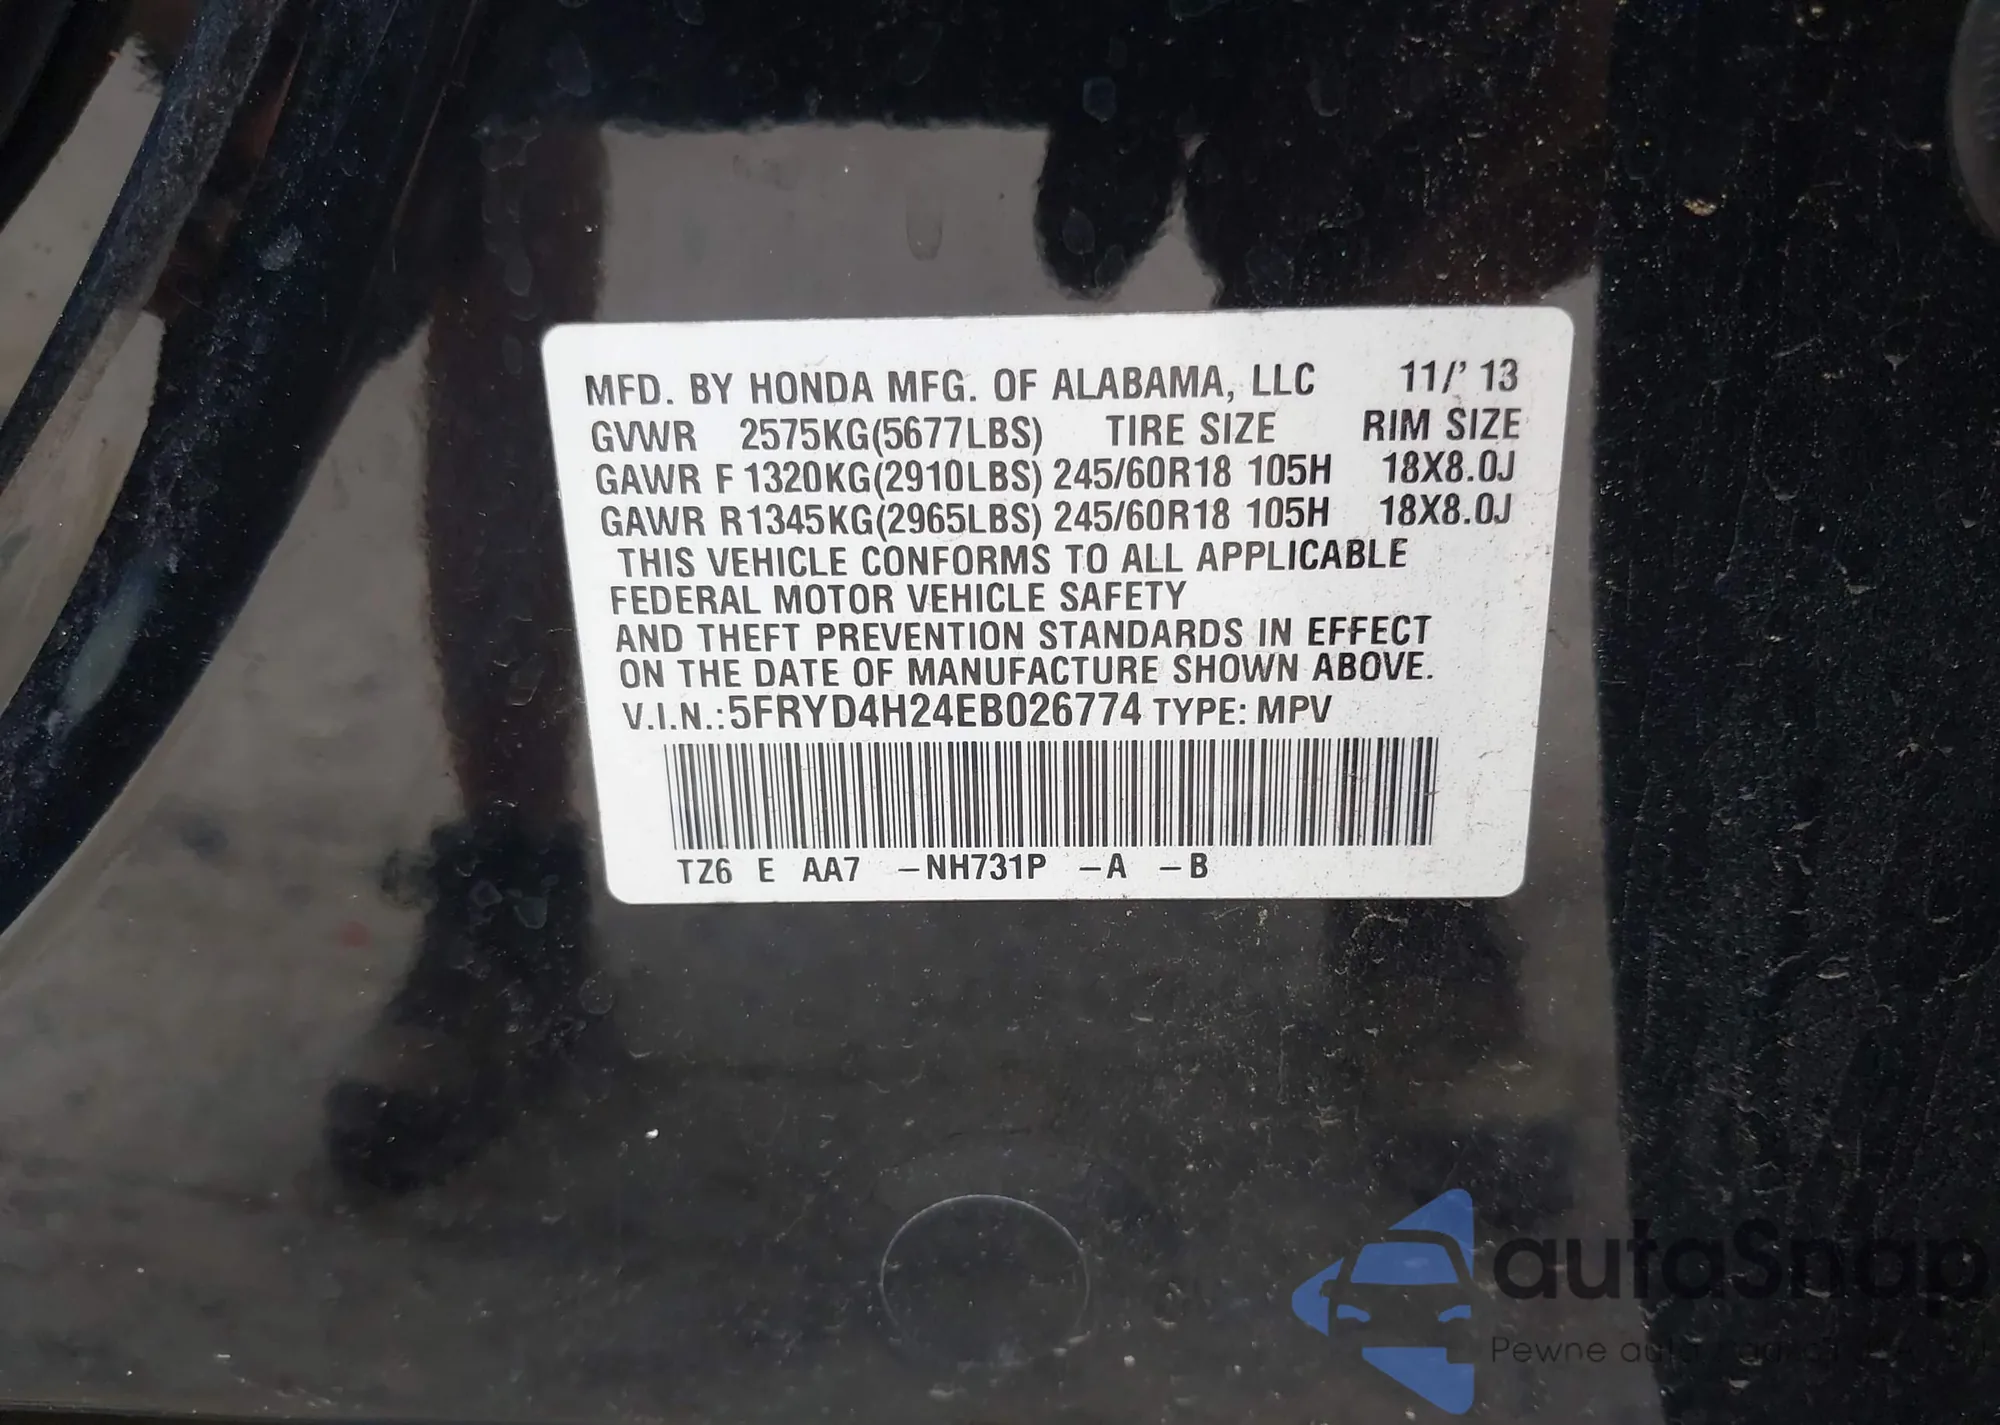 MFD. BY HONDA MFG. OF ALABAMA, LLC 11/' 13
GVWR 2575KG(5677LBS) TIRE SIZE RIM SIZE
GAWR F 1320KG(2910LBS) 245/60R18 105H 18X8.0J
GAWR R1345KG(2965LBS) 245/60R18 105H 18X8.0J
THIS VEHICLE CONFORMS TO ALL APPLICABLE
FEDERAL MOTOR VEHICLE SAFETY
AND THEFT PREVENTION STANDARDS IN EFFECT
ON THE DATE OF MANUFACTURE SHOWN ABOVE.
V.I.N.:5FRYD4H24EB026774 TYPE: MPV
TZ6 E AA7 –NH731P –A –B
autoSnap
Pewne auto